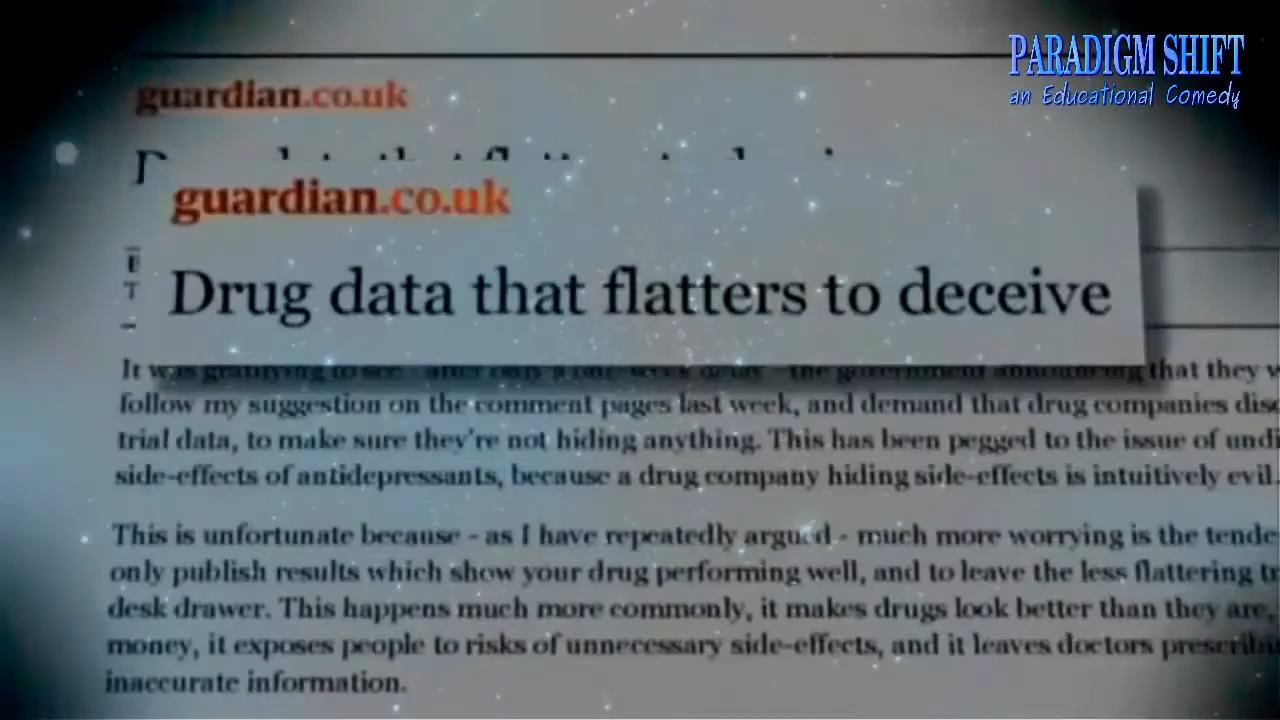 PARADIGM SHIFT
an Educational Comedy
guardian.co.uk
guardian.co.uk
Drug data that flatters to deceive
that they
follow my suggestion on the comment pages last week, and demand that drug companies
trial data, to make sure they're not hiding anything. This has been pegged to the issue of
side-effects of antidepressants, because a drug company hiding side-effects is intuitively evil.
This is unfortunate because - as I have repeatedly argued - much more worrying is the
only publish results which show your drug performing well, and to leave the less flattering
desk drawer. This happens much more commonly, it makes drugs look better than they are,
money, it exposes people to risks of unnecessary side-effects, and it leaves doctors
inaccurate information.